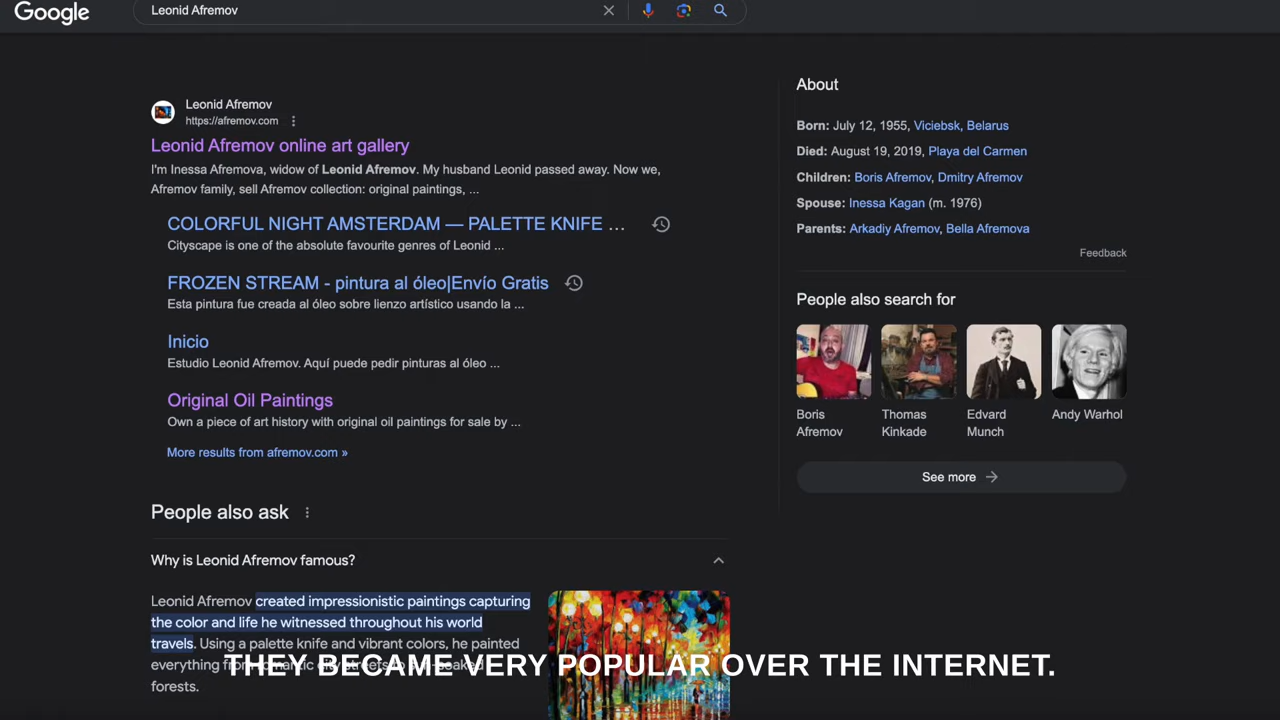 Google
Leonid Afremov
Leonid Afremov
https://afremov.com
Leonid Afremov online art gallery
I'm Inessa Afremova, widow of Leonid Afremov. My husband Leonid passed away. Now we,
Afremov family, sell Afremov collection: original paintings, ...
COLORFUL NIGHT AMSTERDAM — PALETTE KNIFE ...
Cityscape is one of the absolute favourite genres of Leonid ...
FROZEN STREAM - pintura al óleo|Envío Gratis
Esta pintura fue creada al óleo sobre lienzo artístico usando la ...
Inicio
Estudio Leonid Afremov. Aquí puede pedir pinturas al óleo ...
Original Oil Paintings
Own a piece of art history with original oil paintings for sale by ...
More results from afremov.com »
People also ask
Why is Leonid Afremov famous?
Leonid Afremov created impressionistic paintings capturing
the color and life he witnessed throughout his world
travels. Using a palette knife and vibrant colors, he painted
everything from
forests.
About
Born: July 12, 1955, Viciebsk, Belarus
Died: August 19, 2019, Playa del Carmen
Children: Boris Afremov, Dmitry Afremov
Spouse: Inessa Kagan (m. 1976)
Parents: Arkadiy Afremov, Bella Afremova
Feedback
People also search for
Boris
Afremov
Thomas
Kinkade
Edvard
Munch
Andy Warhol
See more
THEY BECAME VERY POPULAR OVER THE INTERNET.